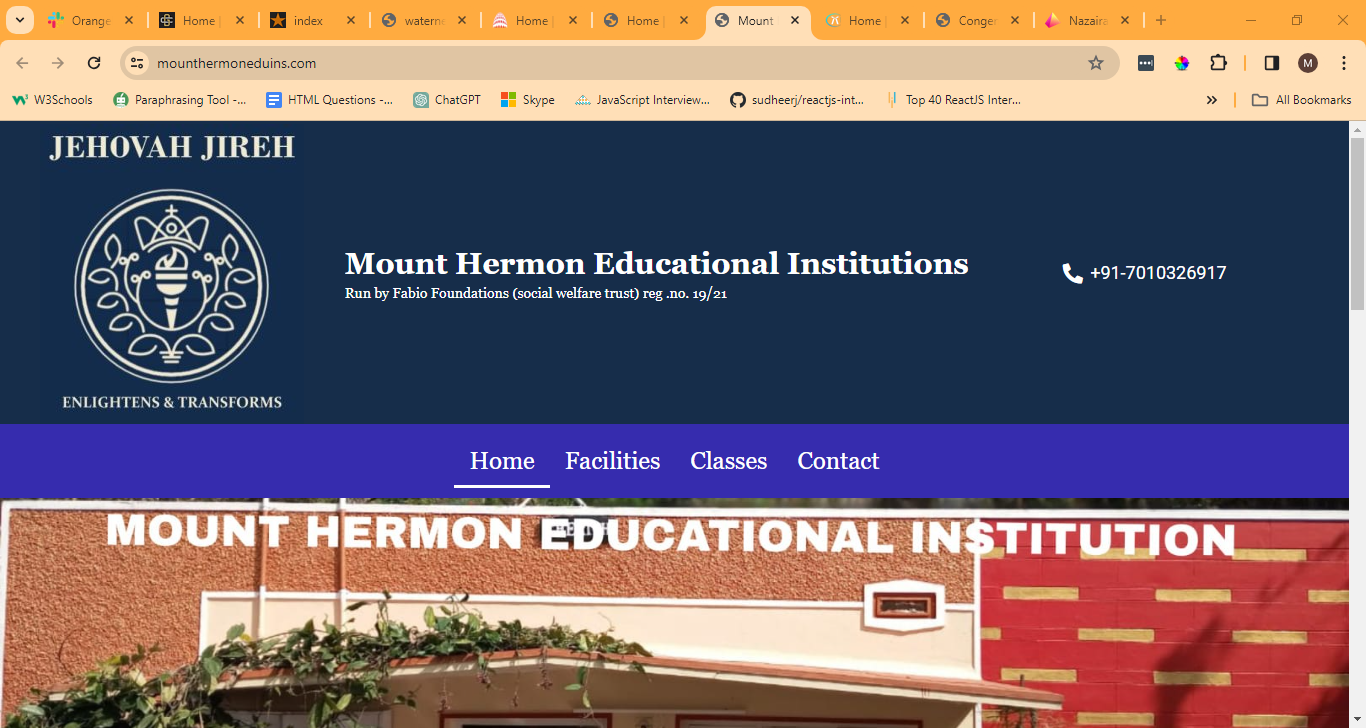 Orange
Home |
index
watern
Home |
Home |
Mount
Home |
Conger
Nazaira
mounthermoneduins.com
M
W3Schools
Paraphrasing Tool -...
HTML Questions -...
ChatGPT
Skype
JavaScript Interview...
sudheerj/reactjs-int...
Top 40 ReactJS Inter...
All Bookmarks
JEHOVAH JIREH
ENLIGHTENS & TRANSFORMS
Mount Hermon Educational Institutions
Run by Fabio Foundations (social welfare trust) reg .no. 19/21
+91-7010326917
Home
Facilities
Classes
Contact
MOUNT HERMON EDUCATIONAL INSTITUTION